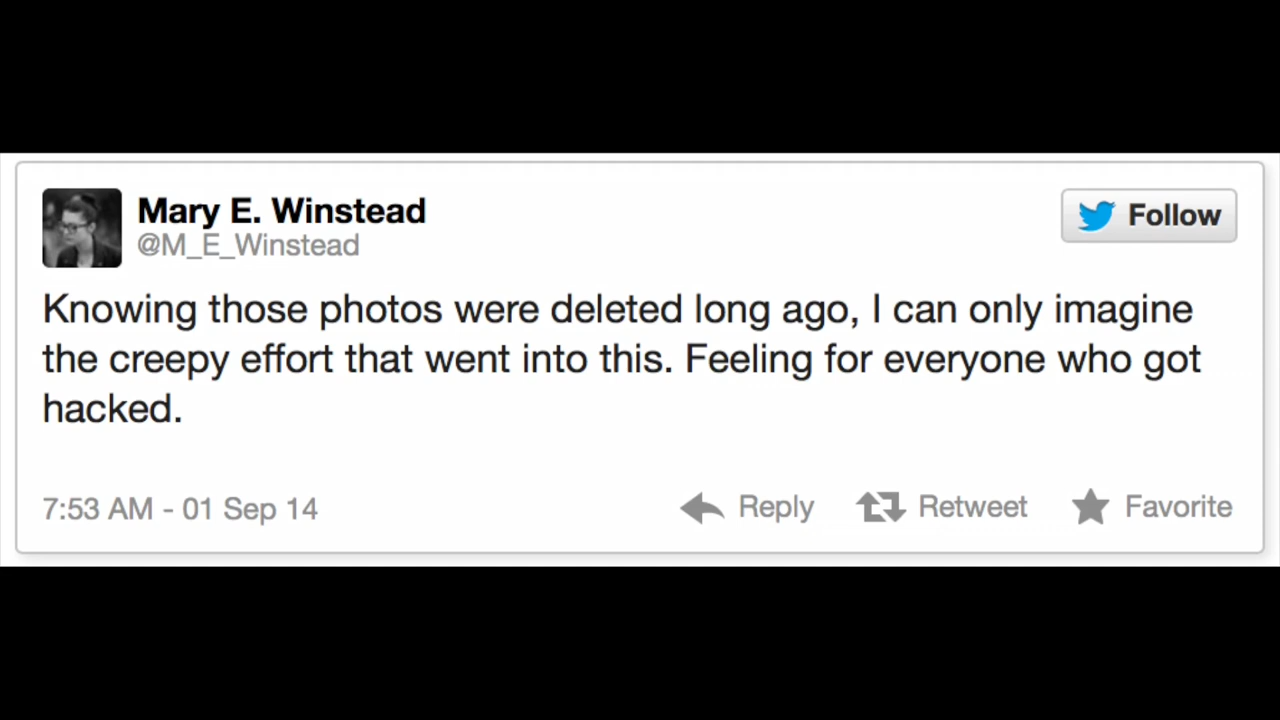 Mary E. Winstead
@M_E_Winstead
Follow
Knowing those photos were deleted long ago, I can only imagine
the creepy effort that went into this. Feeling for everyone who got
hacked.
7:53 AM - 01 Sep 14
Reply
Retweet
Favorite